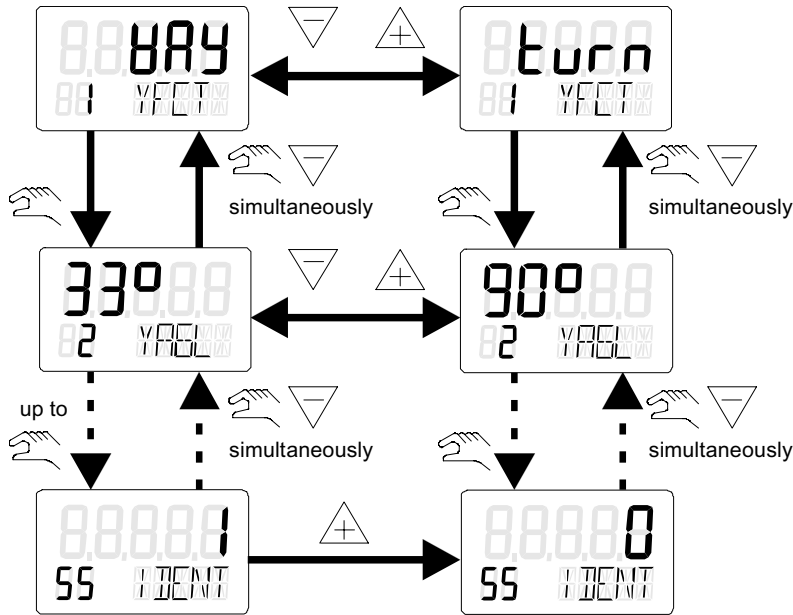 WAY
1 YFCT
− +
turn
1 YFCT
−
simultaneously
−
simultaneously
33°
2 YAGL
− +
90°
2 YAGL
up to
−
simultaneously
−
simultaneously
1
55 IDENT
+
0
55 IDENT